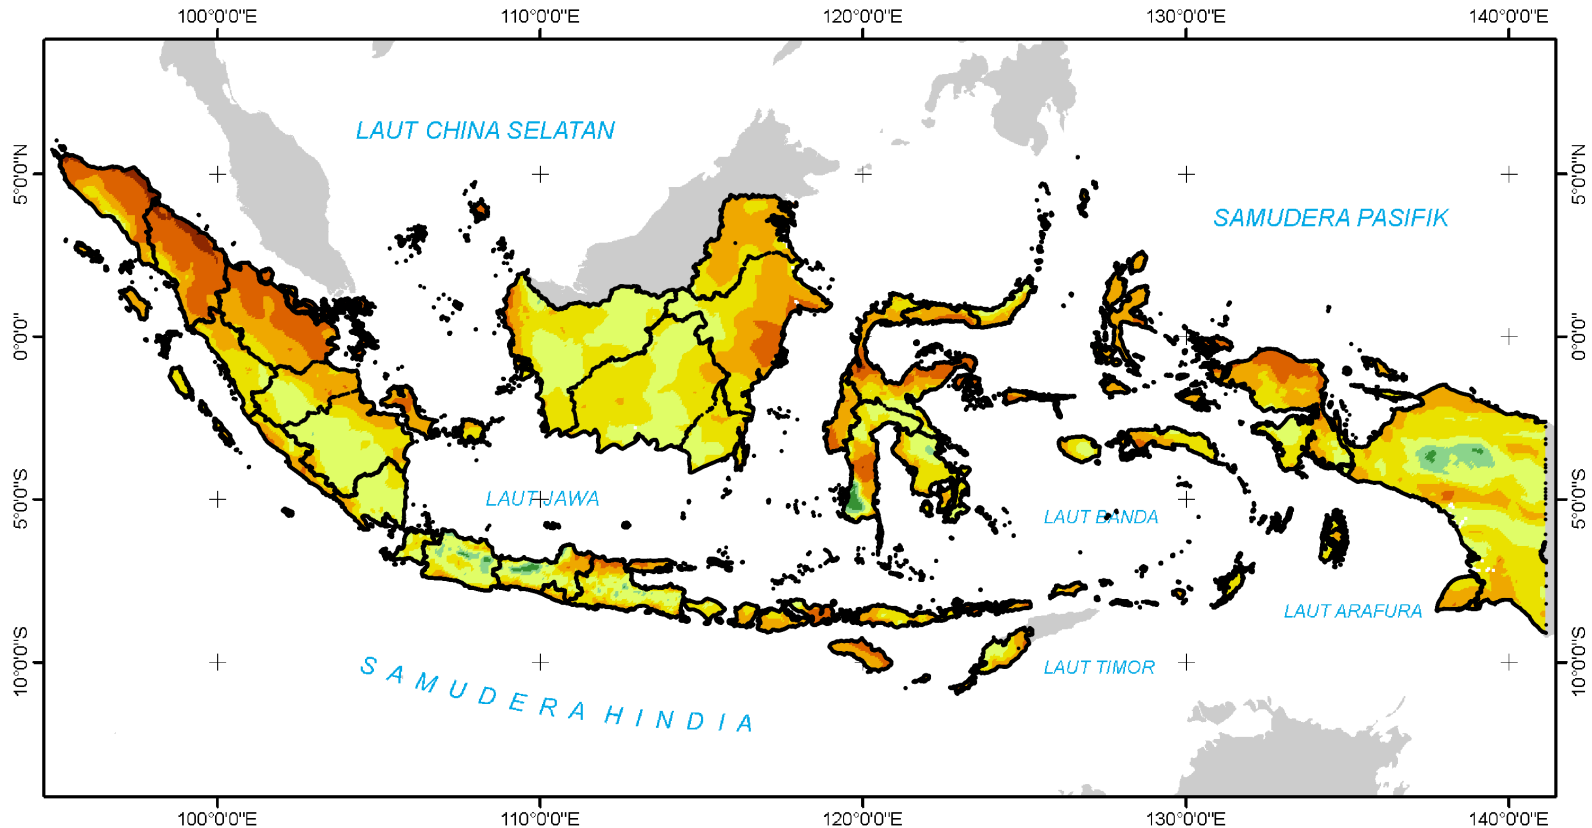 100°0'0"E 110°0'0"E 120°0'0"E 130°0'0"E 140°0'0"E
LAUT CHINA SELATAN
5°0'0"N 5°0'0"N
SAMUDERA PASIFIK
0°0'0" 0°0'0"
LAUT JAWA
5°0'0"S 5°0'0"S
LAUT BANDA
LAUT ARAFURA
10°0'0"S 10°0'0"S
LAUT TIMOR
SAMUDERA HINDIA
100°0'0"E 110°0'0"E 120°0'0"E 130°0'0"E 140°0'0"E